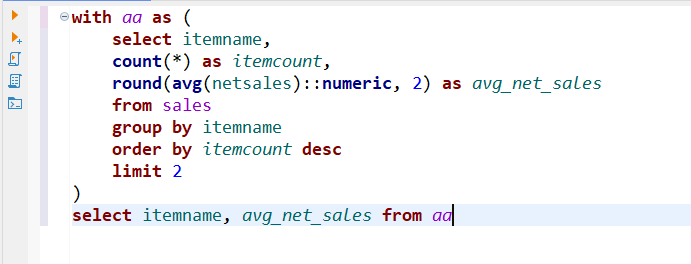 with aa as (
select itemname,
count(*) as itemcount,
round(avg(netsales)::numeric, 2) as avg_net_sales
from sales
group by itemname
order by itemcount desc
limit 2
)
select itemname, avg_net_sales from aa